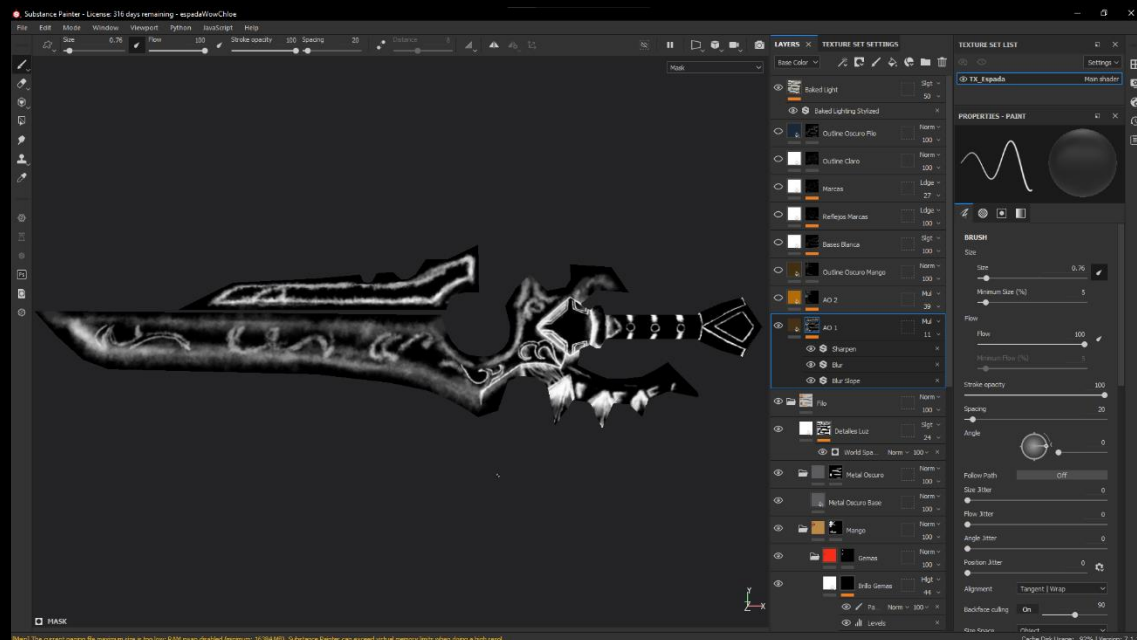 Substance Painter - License: 316 days remaining - espadaWowChloe
File Edit Mode Window Viewport Python JavaScript Help
Size 0.76 Flow 100 Stroke opacity 100 Spacing 20 Distance 8
Mask
LAYERS TEXTURE SET SETTINGS
Base Color
Baked Light Slgt 50
Baked Lighting Stylized
Outline Oscuro Filo Norm 100
Outline Claro Norm 100
Marcas Ldge 27
Reflejos Marcas Ldge 100
Bases Blanca Slgt 50
Outline Oscuro Mango Norm 100
AO 2 Mul 39
AO 1 Mul 11
Sharpen
Blur
Blur Slope
Filo Norm 100
Detalles Luz Slgt 24
World Spa... Norm 100
Metal Oscuro Norm 100
Metal Oscuro Base Norm 100
Mango Norm 100
Gemas Norm 100
Brillo Gemas Hlgt 44
Pa... Norm 100
Levels
TEXTURE SET LIST
Settings
TX_Espada Main shader
PROPERTIES - PAINT
BRUSH
Size
Size 0.76
Minimum Size (%) 5
Flow
Flow 100
Minimum Flow (%) 5
Stroke opacity 100
Spacing 20
Angle 0
Follow Path Off
Size Jitter 0
Flow Jitter 0
Angle Jitter 0
Position Jitter 0
Alignment Tangent | Wrap
Backface culling On 90
Size Space Object
Y
Z X
MASK